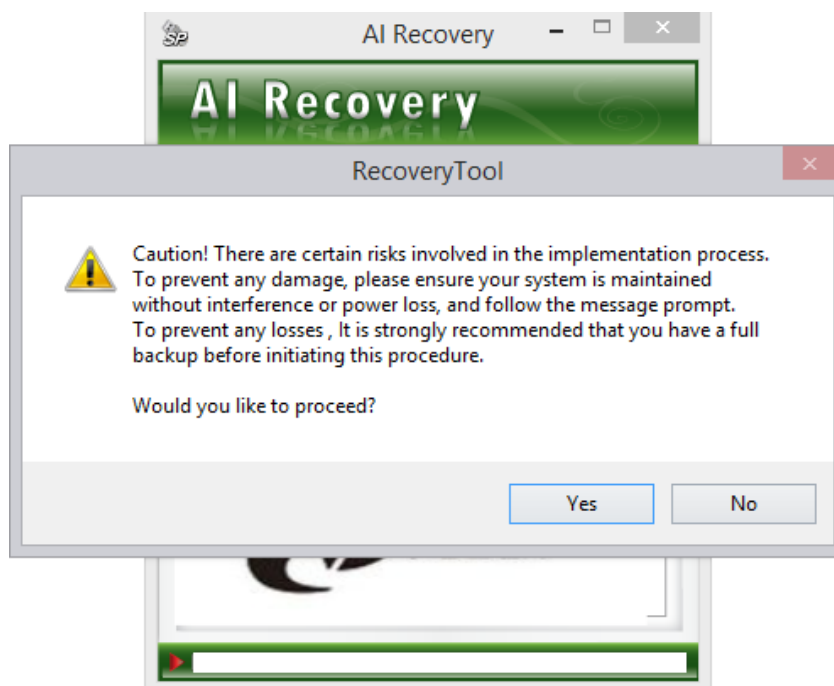 SP
AI Recovery
AI Recovery
RecoveryTool
Caution! There are certain risks involved in the implementation process.
To prevent any damage, please ensure your system is maintained
without interference or power loss, and follow the message prompt.
To prevent any losses , It is strongly recommended that you have a full
backup before initiating this procedure.
Would you like to proceed?
Yes
No